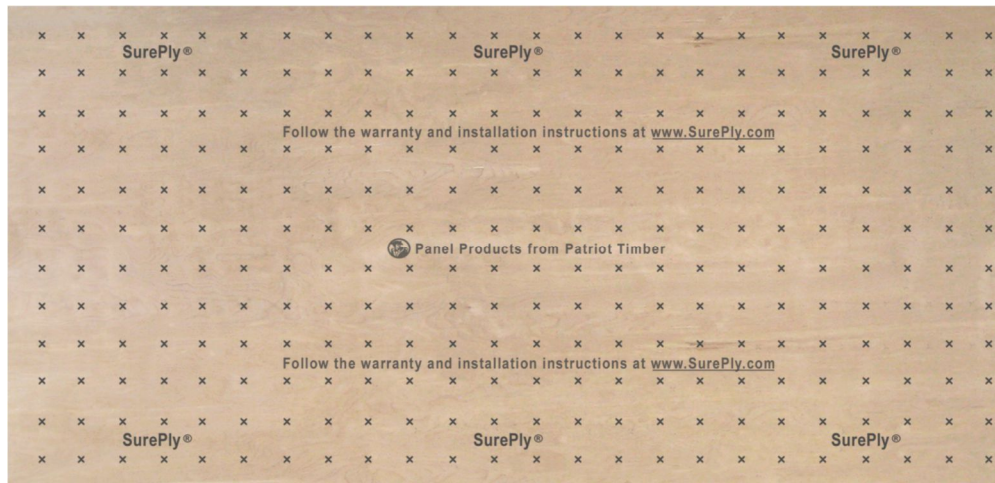 SurePly® SurePly® SurePly®
Follow the warranty and installation instructions at www.SurePly.com
Panel Products from Patriot Timber
Follow the warranty and installation instructions at www.SurePly.com
SurePly® SurePly® SurePly®